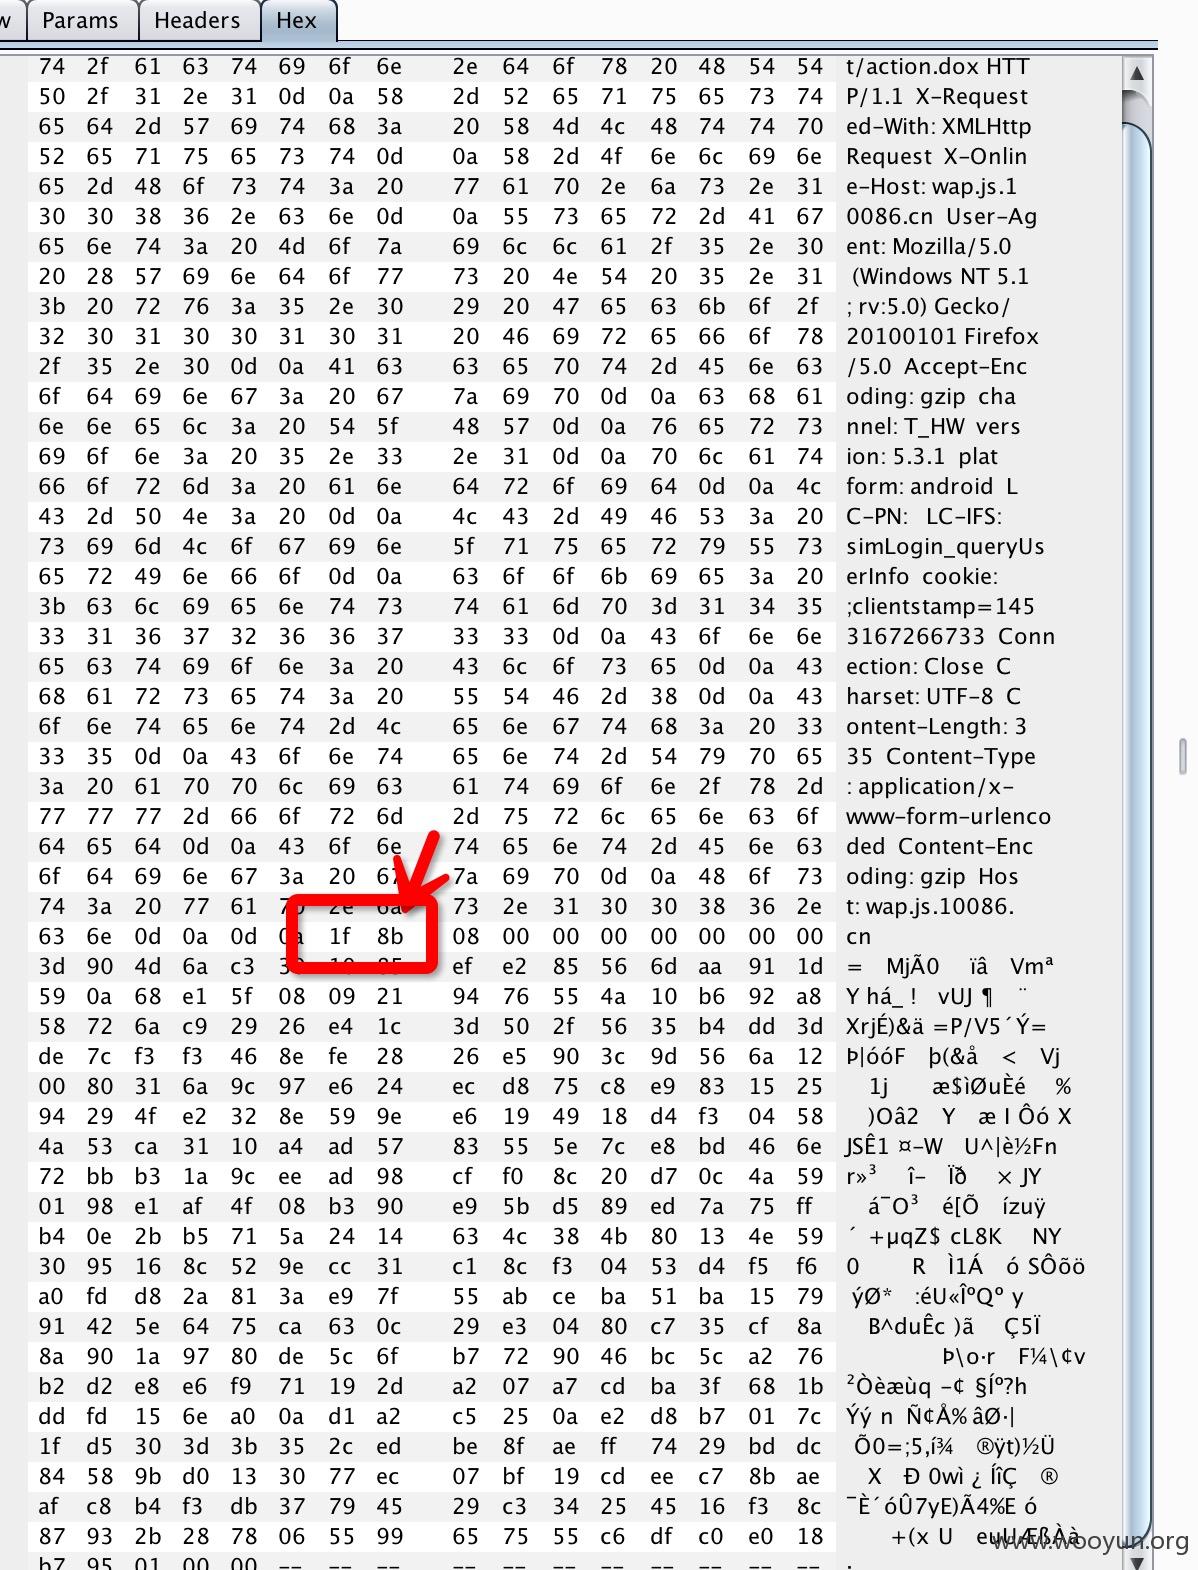 w Params Headers Hex
74 2f 61 63 74 69 6f 6e 2e 64 6f 78 20 48 54 54 t/action.dox HTT
50 2f 31 2e 31 0d 0a 58 2d 52 65 71 75 65 73 74 P/1.1 X-Request
65 64 2d 57 69 74 68 3a 20 58 4d 4c 48 74 74 70 ed-With: XMLHttp
52 65 71 75 65 73 74 0d 0a 58 2d 4f 6e 6c 69 6e Request X-Onlin
65 2d 48 6f 73 74 3a 20 77 61 70 2e 6a 73 2e 31 e-Host: wap.js.1
30 30 38 36 2e 63 6e 0d 0a 55 73 65 72 2d 41 67 0086.cn User-Ag
65 6e 74 3a 20 4d 6f 7a 69 6c 6c 61 2f 35 2e 30 ent: Mozilla/5.0
20 28 57 69 6e 64 6f 77 73 20 4e 54 20 35 2e 31 (Windows NT 5.1
3b 20 72 76 3a 35 2e 30 29 20 47 65 63 6b 6f 2f ; rv:5.0) Gecko/
32 30 31 30 30 31 30 31 20 46 69 72 65 66 6f 78 20100101 Firefox
2f 35 2e 30 0d 0a 41 63 63 65 70 74 2d 45 6e 63 /5.0 Accept-Enc
6f 64 69 6e 67 3a 20 67 7a 69 70 0d 0a 63 68 61 oding: gzip cha
6e 6e 65 6c 3a 20 54 5f 48 57 0d 0a 76 65 72 73 nnel: T_HW vers
69 6f 6e 3a 20 35 2e 33 2e 31 0d 0a 70 6c 61 74 ion: 5.3.1 plat
66 6f 72 6d 3a 20 61 6e 64 72 6f 69 64 0d 0a 4c form: android L
43 2d 50 4e 3a 20 0d 0a 4c 43 2d 49 46 53 3a 20 C-PN: LC-IFS:
73 69 6d 4c 6f 67 69 6e 5f 71 75 65 72 79 55 73 simLogin_queryUs
65 72 49 6e 66 6f 0d 0a 63 6f 6f 6b 69 65 3a 20 erInfo cookie:
3b 63 6c 69 65 6e 74 73 74 61 6d 70 3d 31 34 35 ;clientstamp=145
33 31 36 37 32 36 36 37 33 33 0d 0a 43 6f 6e 6e 3167266733 Conn
65 63 74 69 6f 6e 3a 20 43 6c 6f 73 65 0d 0a 43 ection: Close C
68 61 72 73 65 74 3a 20 55 54 46 2d 38 0d 0a 43 harset: UTF-8 C
6f 6e 74 65 6e 74 2d 4c 65 6e 67 74 68 3a 20 33 ontent-Length: 3
33 35 0d 0a 43 6f 6e 74 65 6e 74 2d 54 79 70 65 35 Content-Type
3a 20 61 70 70 6c 69 63 61 74 69 6f 6e 2f 78 2d : application/x-
77 77 77 2d 66 6f 72 6d 2d 75 72 6c 65 6e 63 6f www-form-urlenco
64 65 64 0d 0a 43 6f 6e 74 65 6e 74 2d 45 6e 63 ded Content-Enc
6f 64 69 6e 67 3a 20 67 7a 69 70 0d 0a 48 6f 73 oding: gzip Hos
74 3a 20 77 61 70 2e 6a 73 2e 31 30 30 38 36 2e t: wap.js.10086.
63 6e 0d 0a 0d 0a 1f 8b 08 00 00 00 00 00 00 00 cn
3d 90 4d 6a c3 ef e2 85 56 6d aa 91 1d = MjÃ0 ïâ Vmª
59 0a 68 e1 5f 08 09 21 94 76 55 4a 10 b6 92 a8 Y há_ ! vUJ ¶ ¨
58 72 6a c9 29 26 e4 1c 3d 50 2f 56 35 b4 dd 3d XrjÉ)&ä =P/V5´Ý=
de 7c f3 f3 46 8e fe 28 26 e5 90 3c 9d 56 6a 12 Þ|óóF þ(&å < Vj
00 80 31 6a 9c 97 e6 24 ec d8 75 c8 e9 83 15 25 1j æ$ìØuÈé %
94 29 4f e2 32 8e 59 9e e6 19 49 18 d4 f3 04 58 )Oâ2 Y æ I Ôó X
4a 53 ca 31 10 a4 ad 57 83 55 5e 7c e8 bd 46 6e JSÊ1 ¤-W U^|è½Fn
72 bb b3 1a 9c ee ad 98 cf f0 8c 20 d7 0c 4a 59 r»³ î- Ïð × JY
01 98 e1 af 4f 08 b3 90 e9 5b d5 89 ed 7a 75 ff á¯O³ é[Õ ízuÿ
b4 0e 2b b5 71 5a 24 14 63 4c 38 4b 80 13 4e 59 ´ +µqZ$ cL8K NY
30 95 16 8c 52 9e cc 31 c1 8c f3 04 53 d4 f5 f6 0 R Ì1Á ó SÔõö
a0 fd d8 2a 81 3a e9 7f 55 ab ce ba 51 ba 15 79 ýØ* :éU«ÎºQº y
91 42 5e 64 75 ca 63 0c 29 e3 04 80 c7 35 cf 8a B^duÊc )ã Ç5Ï
8a 90 1a 97 80 de 5c 6f b7 72 90 46 bc 5c a2 76 Þ\o·r F¼\¢v
b2 d2 e8 e6 f9 71 19 2d a2 07 a7 cd ba 3f 68 1b ²Òèæùq -¢ §Íº?h
dd fd 15 6e a0 0a d1 a2 c5 25 0a e2 d8 b7 01 7c Ýý n Ñ¢Å% âØ·|
1f d5 30 3d 3b 35 2c ed be 8f ae ff 74 29 bd dc Õ0=;5,í¾ ®ÿt)½Ü
84 58 9b d0 13 30 77 ec 07 bf 19 cd ee c7 8b ae X Ð 0wì ¿ ÍîÇ ®
af c8 b4 f3 db 37 79 45 29 c3 34 25 45 16 f3 8c ¯È´óÛ7yE)Ã4%E ó
87 93 2b 28 78 06 55 99 65 75 55 c6 df c0 e0 18 +(x U euUÆßÀà
b7 95 01 00 00 -- -- -- -- -- -- -- -- -- -- -- ·
www.wooyun.org